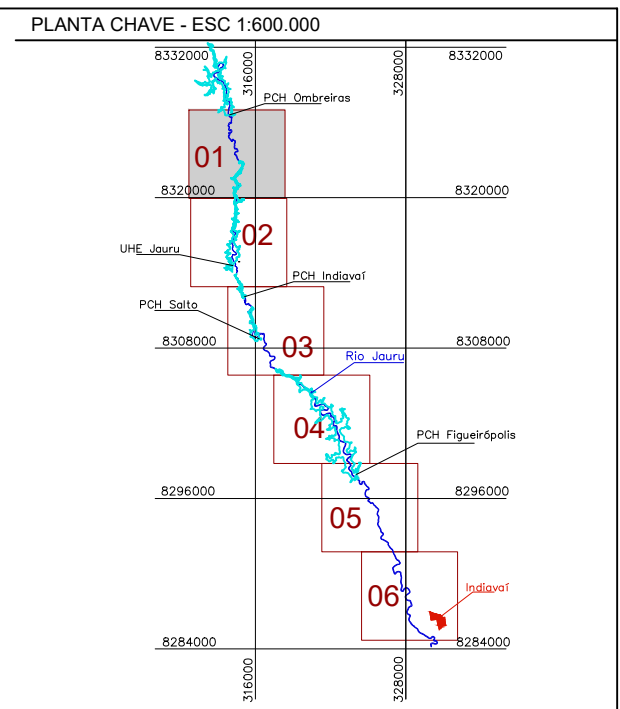 PLANTA CHAVE - ESC 1:600.000
8332000
316000
328000
8332000
PCH Ombreiras
01
8320000
8320000
02
UHE Jauru
PCH Indiavaí
PCH Salto
8308000
03
8308000
Rio Jauru
04
PCH Figueirópolis
8296000
8296000
05
06
Indiavaí
8284000
8284000
316000
328000